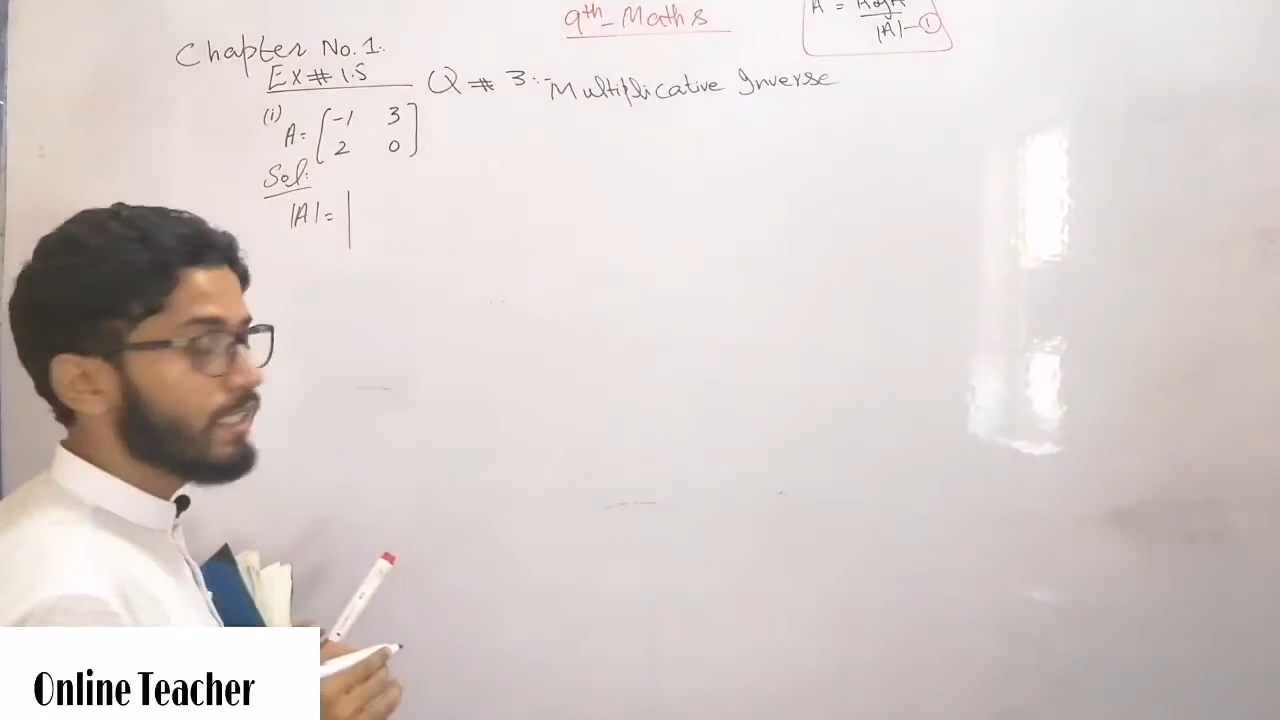 9th - Maths
A = Adj A
|A| - ①
Chapter No. 1.
Ex # 1.5 Q # 3: Multiplicative Inverse
(i)
A = [ -1 3
2 0 ]
Sol:
|A| = |
Online Teacher